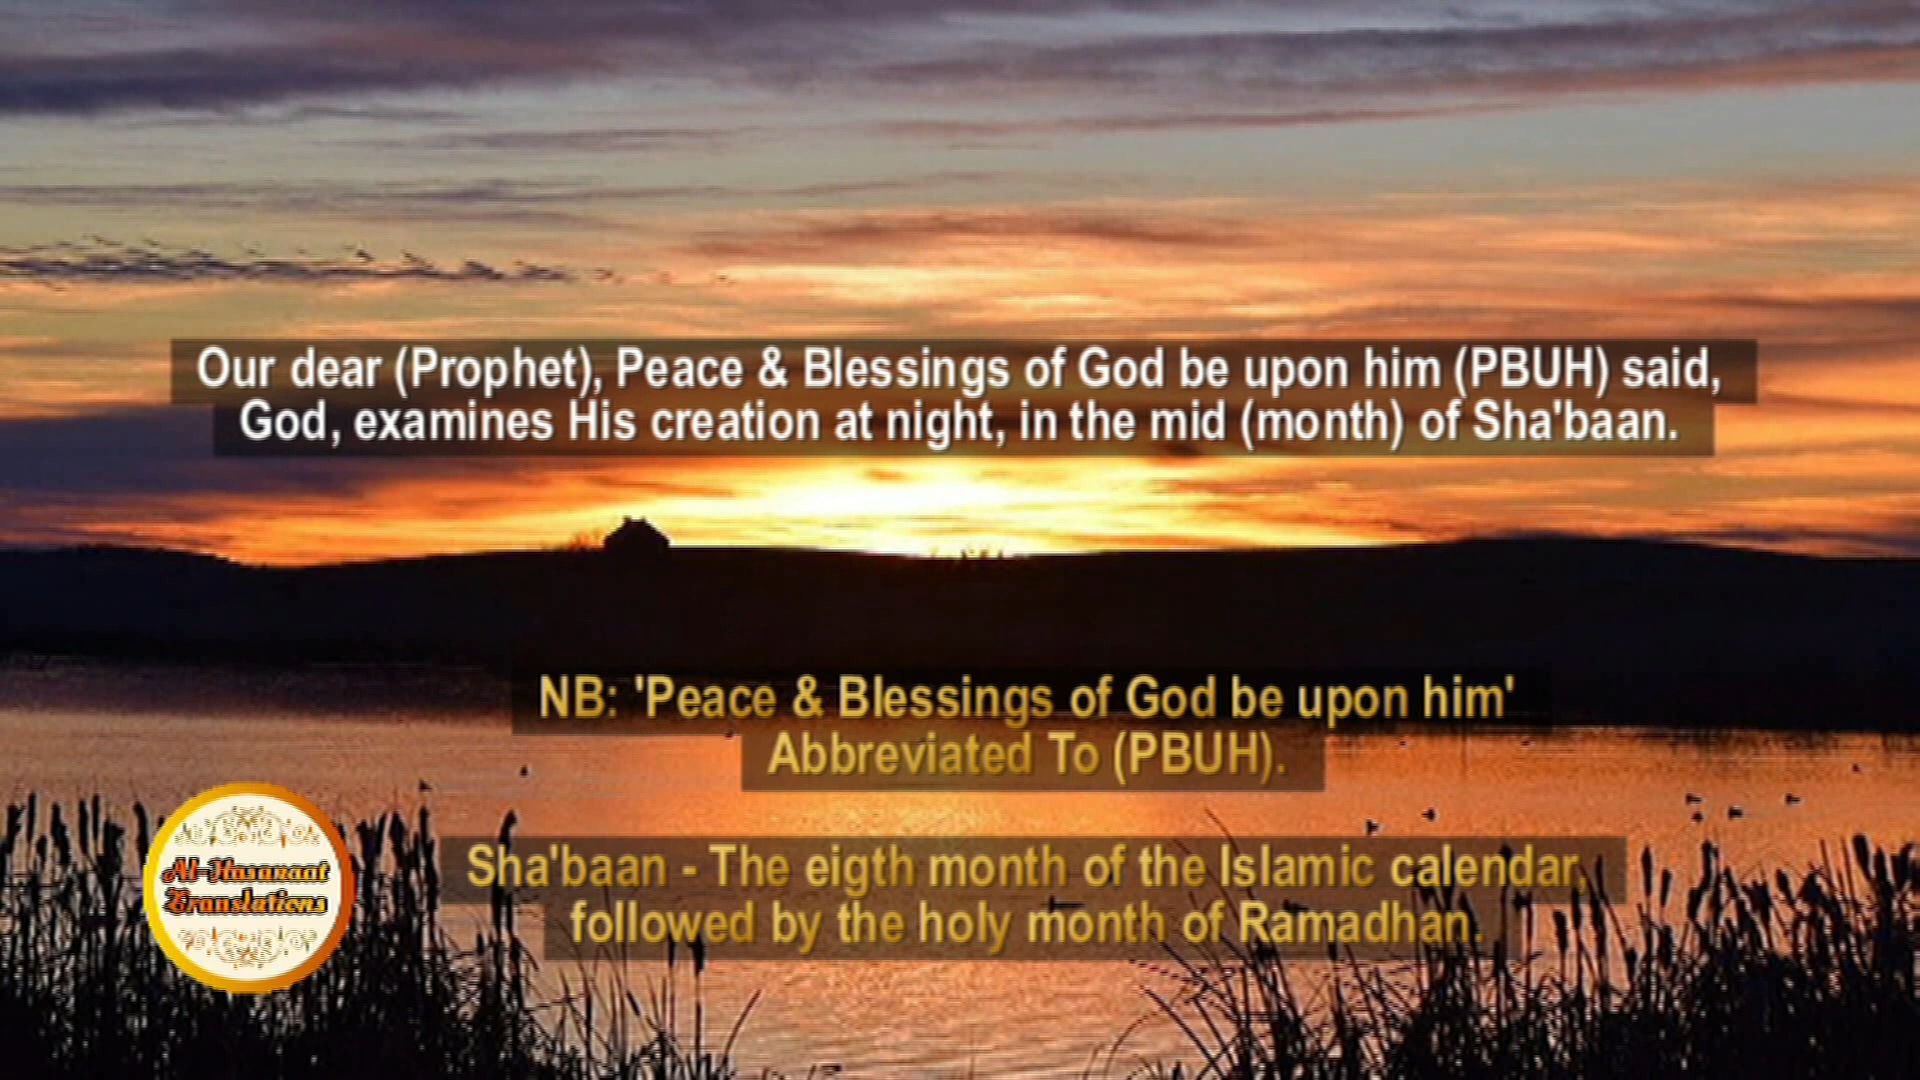 Our dear (Prophet), Peace & Blessings of God be upon him (PBUH) said,
God, examines His creation at night, in the mid (month) of Sha'baan.
NB: 'Peace & Blessings of God be upon him'
Abbreviated To (PBUH).
Sha'baan - The eigth month of the Islamic calendar,
followed by the holy month of Ramadhan.
Al-Hasanaat
Translations